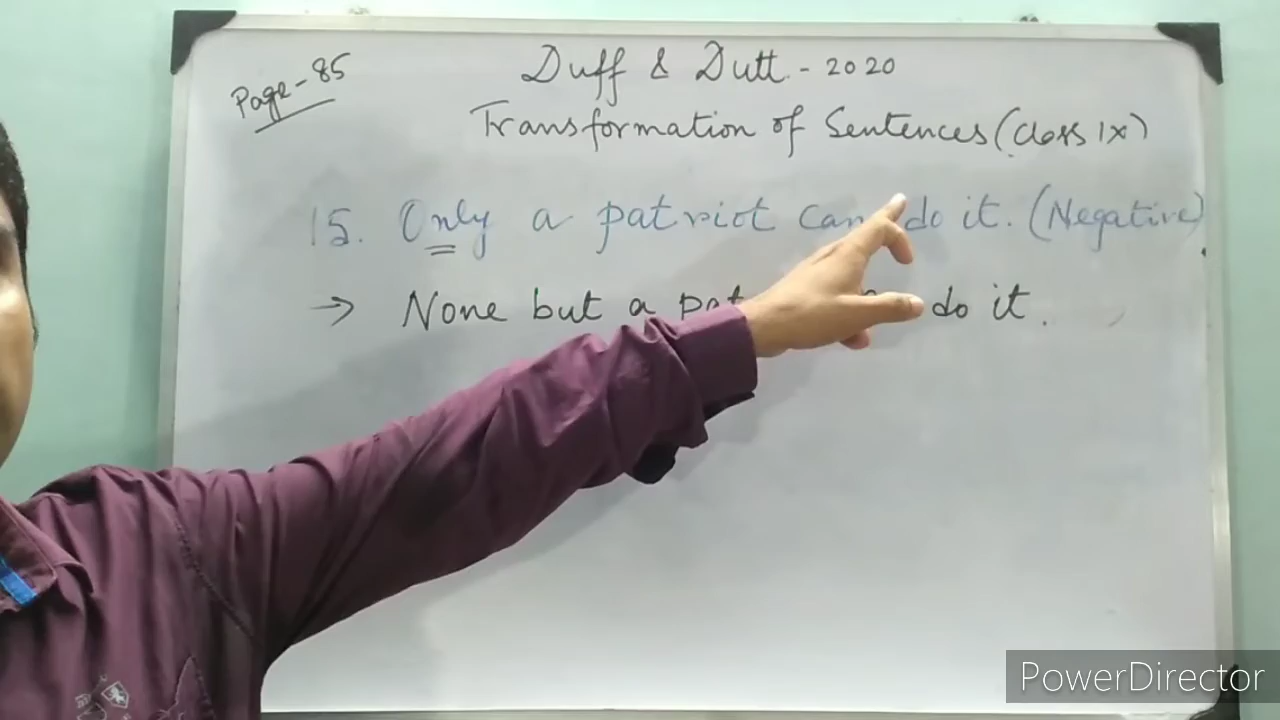 Page-85
Duff & Dutt - 2020
Transformation of Sentences (Class IX)
15. Only a patriot can do it. (Negative)
→ None but a do it.
PowerDirector